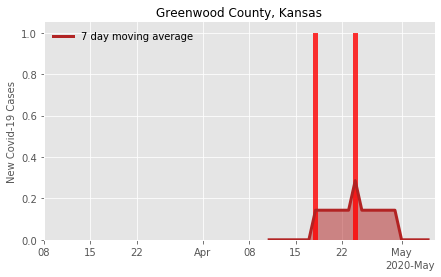 Greenwood County, Kansas
7 day moving average
New Covid-19 Cases
1.0
0.8
0.6
0.4
0.2
0.0
08 15 22 Apr 08 15 22 May
2020-May